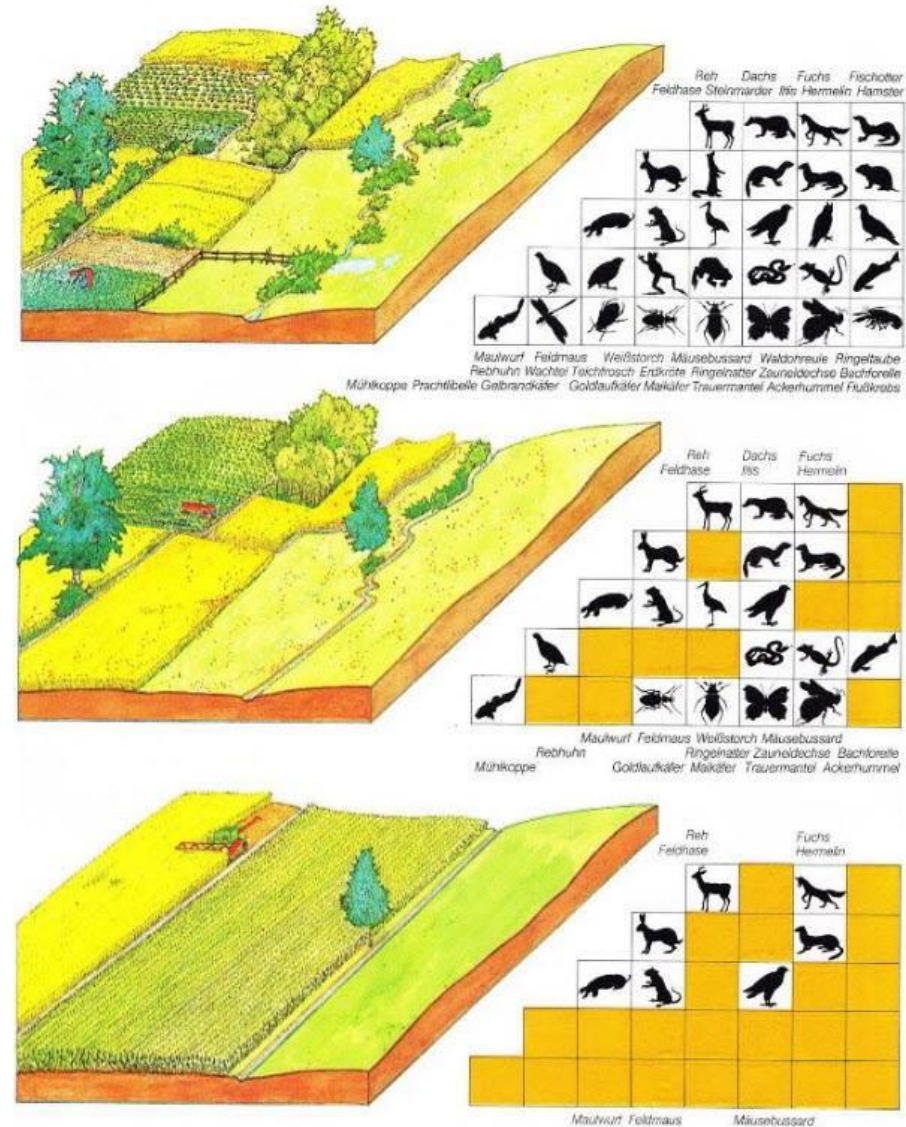 Reh Dachs Fuchs Fischotter
Feldhase Steinmarder Iltis Hermelin Hamster
Maulwurf Feldmaus Weißstorch Mäusebussard Waldohreule Ringeltaube
Rebhuhn Wachtel Teichfrosch Erdkröte Ringelnatter Zauneidechse Bachforelle
Mühlkoppe Prachtlibelle Gelbrandkäfer Goldlaufkäfer Maikäfer Trauermantel Ackerhummel Flußkrebs
Reh Dachs Fuchs
Feldhase Iltis Hermelin
Maulwurf Feldmaus Weißstorch Mäusebussard
Rebhuhn Ringelnatter Zauneidechse Bachforelle
Mühlkoppe Goldlaufkäfer Maikäfer Trauermantel Ackerhummel
Reh Fuchs
Feldhase Hermelin
Maulwurf Feldmaus Mäusebussard